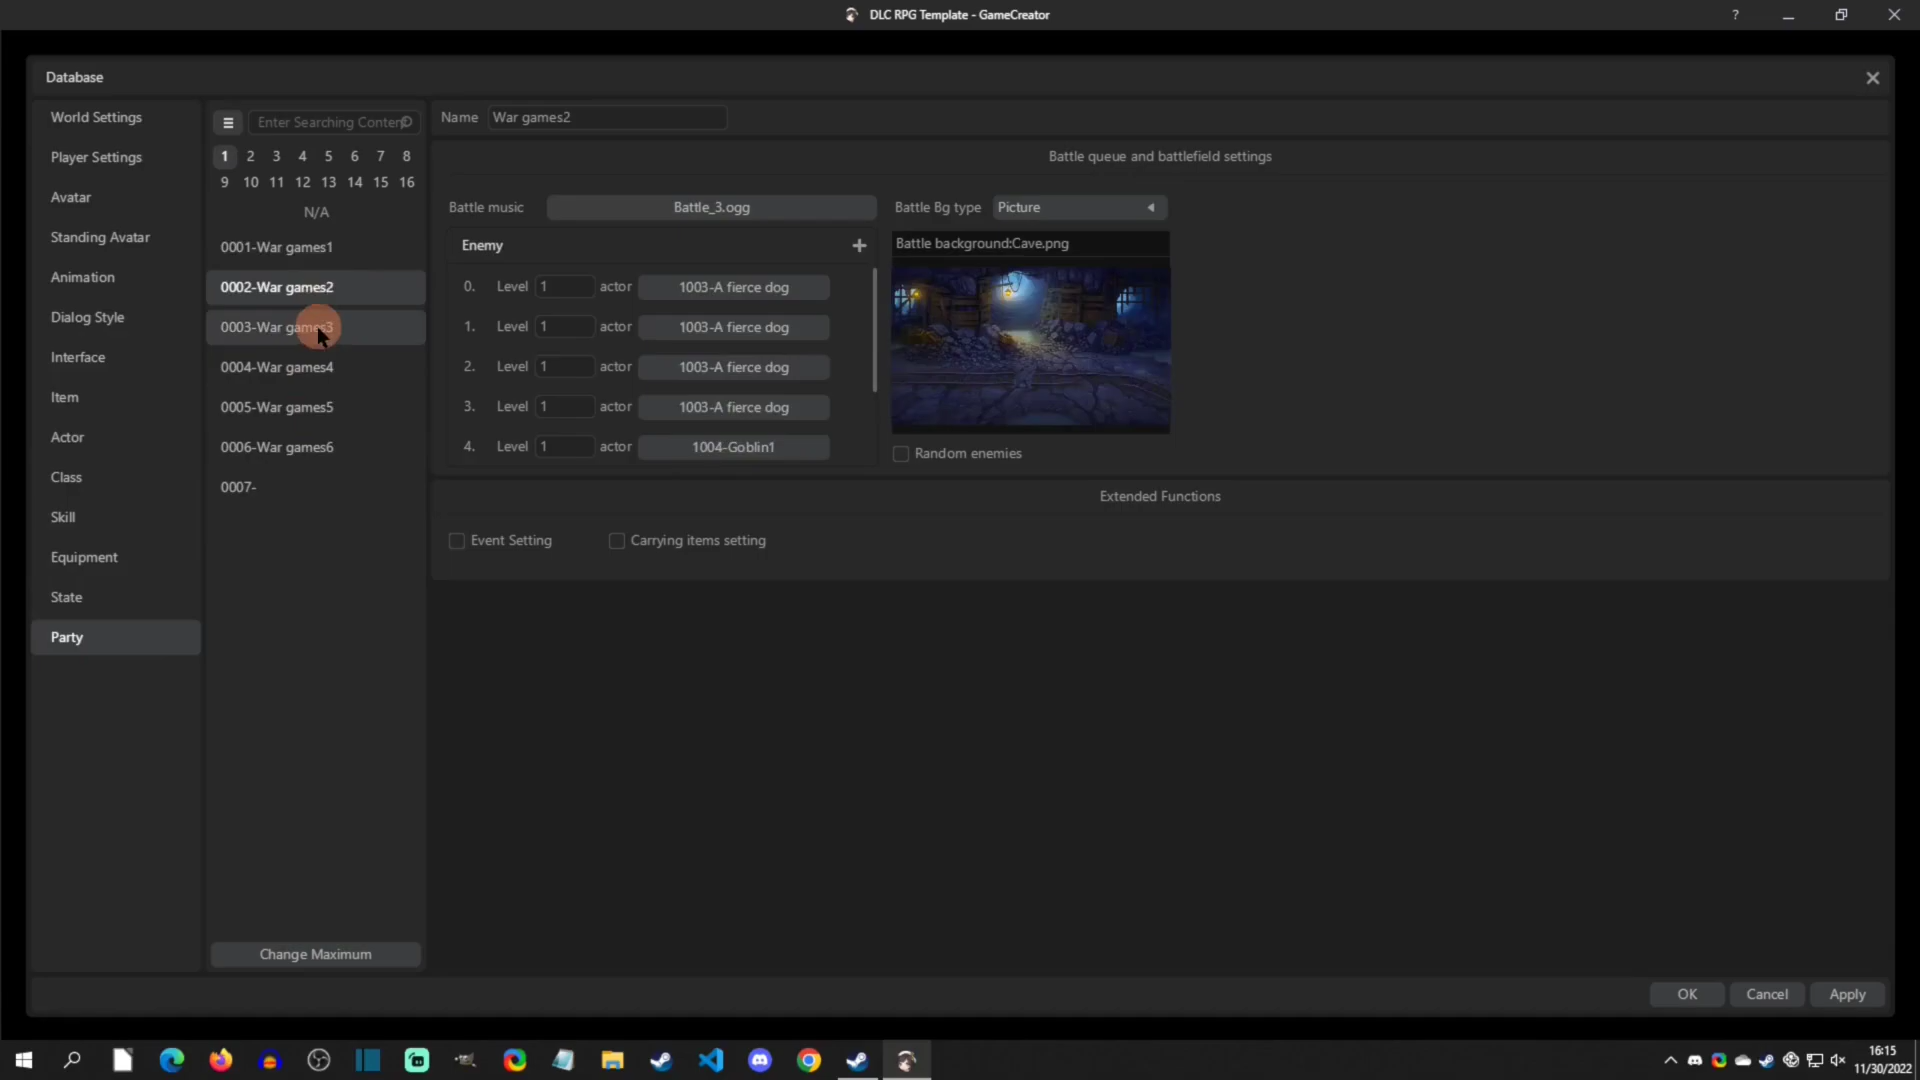 DLC RPG Template - GameCreator
?
Database
World Settings
Player Settings
Avatar
Standing Avatar
Animation
Dialog Style
Interface
Item
Actor
Class
Skill
Equipment
State
Party
Enter Searching Content
1 2 3 4 5 6 7 8
9 10 11 12 13 14 15 16
N/A
0001-War games1
0002-War games2
0003-War games3
0004-War games4
0005-War games5
0006-War games6
0007-
Change Maximum
Name War games2
Battle queue and battlefield settings
Battle music Battle_3.ogg
Enemy
0. Level 1 actor 1003-A fierce dog
1. Level 1 actor 1003-A fierce dog
2. Level 1 actor 1003-A fierce dog
3. Level 1 actor 1003-A fierce dog
4. Level 1 actor 1004-Goblin1
Battle Bg type Picture
Battle background:Cave.png
Random enemies
Extended Functions
Event Setting Carrying items setting
OK Cancel Apply
16:15
11/30/2022